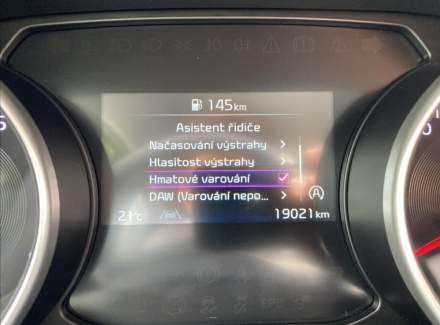 145km
Asistent řidiče
Načasování výstrahy
Hlasitost výstrahy
Hmatové varování
DAW (Varování nepo...
21℃
19021 km